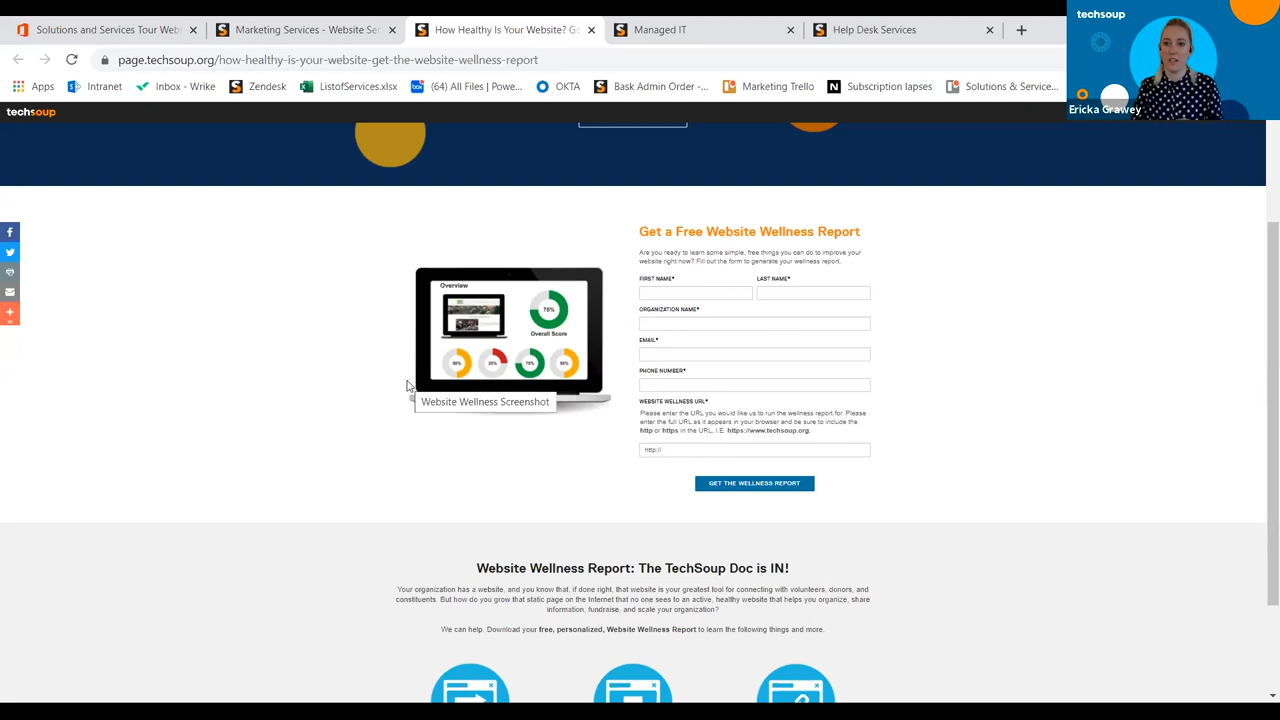 Solutions and Services Tour Web
Marketing Services - Website Se
How Healthy Is Your Website? G
Managed IT
Help Desk Services
page.techsoup.org/how-healthy-is-your-website-get-the-website-wellness-report
Apps
Intranet
Inbox - Wrike
Zendesk
ListofServices.xlsx
(64) All Files | Powe...
OKTA
Bask Admin Order -...
Marketing Trello
Subscription lapses
Solutions & Service...
techsoup
Ericka Grawey
techsoup
Get a Free Website Wellness Report
Are you ready to learn some simple, free things you can do to improve your
website right now? Fill out the form to generate your wellness report.
FIRST NAME*
LAST NAME*
ORGANIZATION NAME*
EMAIL*
PHONE NUMBER*
WEBSITE WELLNESS URL*
Please enter the URL you would like us to run the wellness report for. Please
enter the full URL as it appears in your browser and be sure to include the
http or https in the URL. I.E. https://www.techsoup.org.
http://
GET THE WELLNESS REPORT
Overview
75%
Overall Score
75%
Website Wellness Screenshot
Website Wellness Report: The TechSoup Doc is IN!
Your organization has a website, and you know that, if done right, that website is your greatest tool for connecting with volunteers, donors, and
constituents. But how do you grow that static page on the Internet that no one sees to an active, healthy website that helps you organize, share
information, fundraise, and scale your organization?
We can help. Download your free, personalized, Website Wellness Report to learn the following things and more.